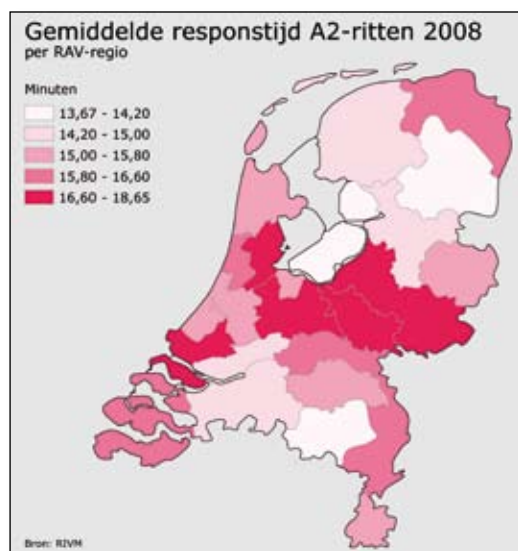 Gemiddelde responstijd A2-ritten 2008
per RAV-regio
Minuten
13,67 - 14,20
14,20 - 15,00
15,00 - 15,80
15,80 - 16,60
16,60 - 18,65
Bron: RIVM